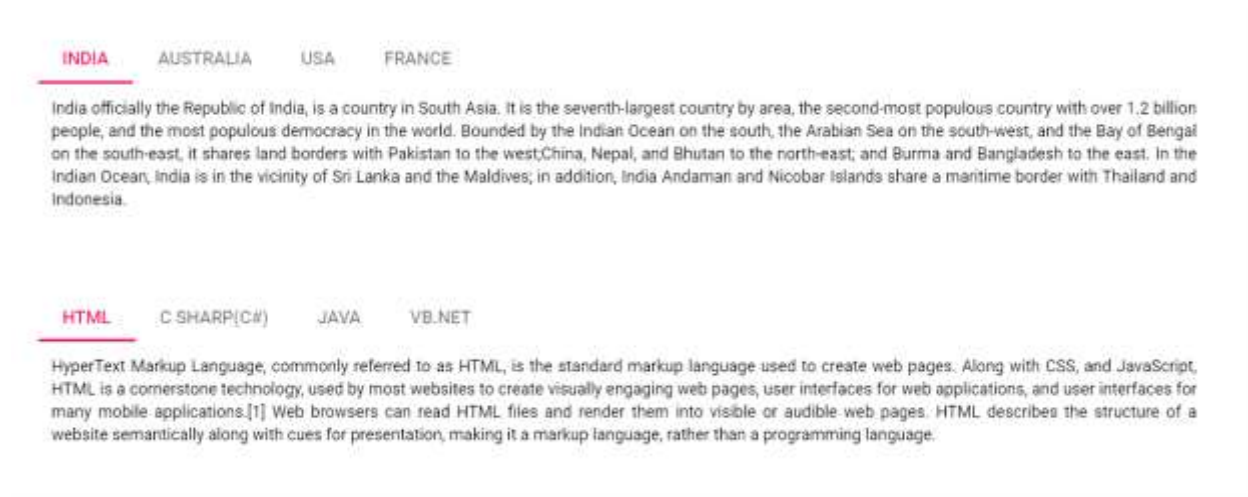 INDIA AUSTRALIA USA FRANCE
India officially the Republic of India, is a country in South Asia. It is the seventh-largest country by area, the second-most populous country with over 1.2 billion
people, and the most populous democracy in the world. Bounded by the Indian Ocean on the south, the Arabian Sea on the south-west, and the Bay of Bengal
on the south-east, it shares land borders with Pakistan to the west;China, Nepal, and Bhutan to the north-east; and Burma and Bangladesh to the east. In the
Indian Ocean, India is in the vicinity of Sri Lanka and the Maldives; in addition, India Andaman and Nicobar Islands share a maritime border with Thailand and
Indonesia.
HTML C SHARP(C#) JAVA VB.NET
HyperText Markup Language, commonly referred to as HTML, is the standard markup language used to create web pages. Along with CSS, and JavaScript,
HTML is a cornerstone technology, used by most websites to create visually engaging web pages, user interfaces for web applications, and user interfaces for
many mobile applications.[1] Web browsers can read HTML files and render them into visible or audible web pages. HTML describes the structure of a
website semantically along with cues for presentation, making it a markup language, rather than a programming language.